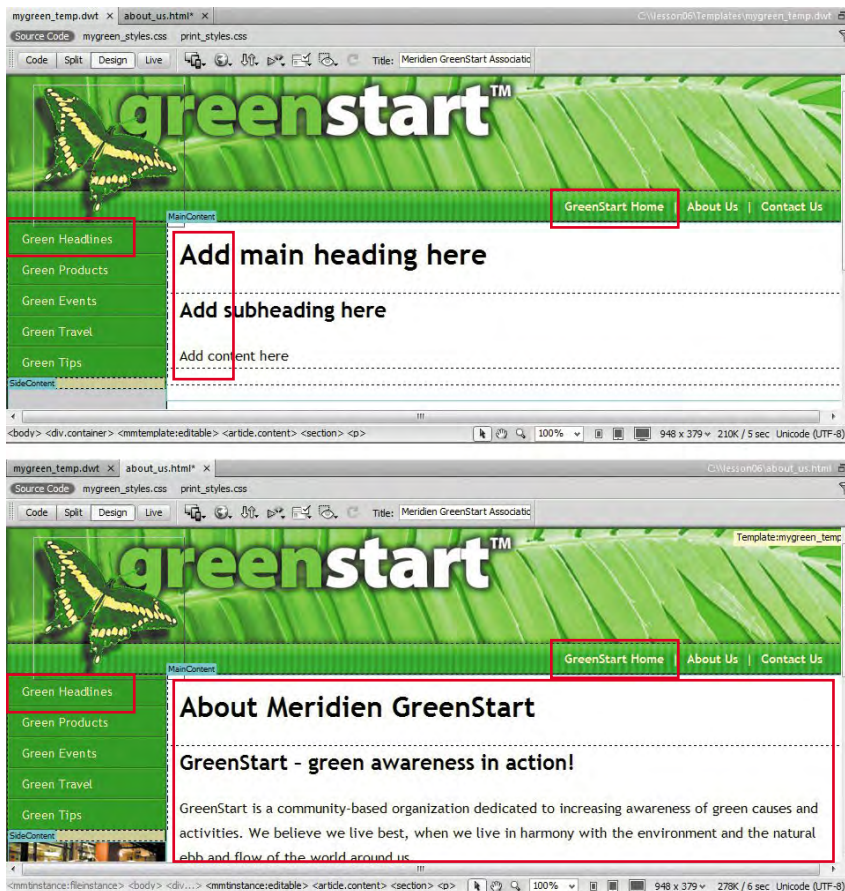 mygreen_temp.dwt × about_us.html* × C:\lesson06\Templates\mygreen_temp.dwt
Source Code mygreen_styles.css print_styles.css
Code Split Design Live Title: Meridien GreenStart Associatio
greenstart™
GreenStart Home | About Us | Contact Us
MainContent
Green Headlines
Green Products
Green Events
Green Travel
Green Tips
SideContent
Add main heading here
Add subheading here
Add content here
<body> <div.container> <mmtemplate:editable> <article.content> <section> <p> 100% 948 x 379 210K / 5 sec Unicode (UTF-8)
mygreen_temp.dwt × about_us.html* × C:\lesson06\about_us.html
Source Code mygreen_styles.css print_styles.css
Code Split Design Live Title: Meridien GreenStart Associatio
Template:mygreen_temp
greenstart™
GreenStart Home | About Us | Contact Us
MainContent
Green Headlines
Green Products
Green Events
Green Travel
Green Tips
SideContent
About Meridien GreenStart
GreenStart – green awareness in action!
GreenStart is a community-based organization dedicated to increasing awareness of green causes and
activities. We believe we live best, when we live in harmony with the environment and the natural
ebb and flow of the world around us
<mmtinstance:fileinstance> <body> <div...> <mmtinstance:editable> <article.content> <section> <p> 100% 948 x 379 278K / 6 sec Unicode (UTF-8)